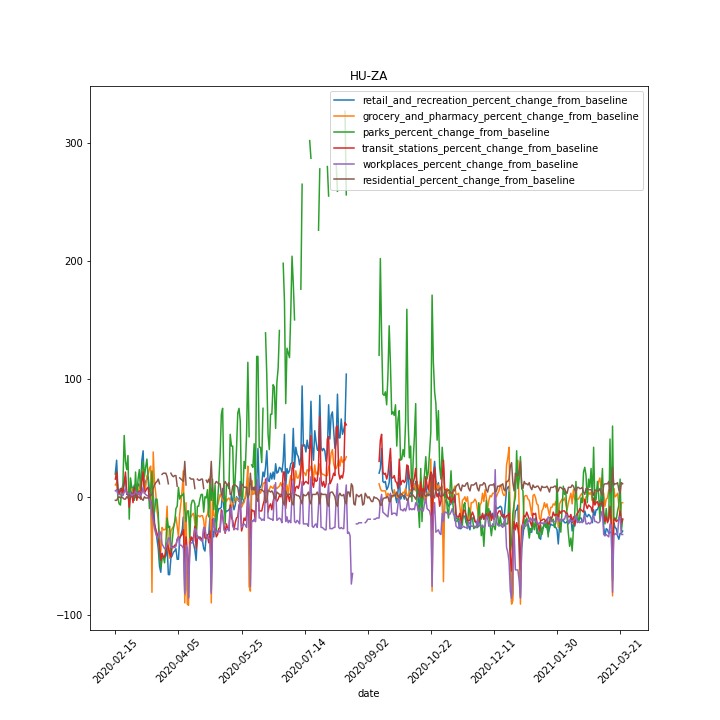 HU-ZA
retail_and_recreation_percent_change_from_baseline
grocery_and_pharmacy_percent_change_from_baseline
parks_percent_change_from_baseline
transit_stations_percent_change_from_baseline
workplaces_percent_change_from_baseline
residential_percent_change_from_baseline
300
200
100
0
−100
2020-02-15
2020-04-05
2020-05-25
2020-07-14
2020-09-02
2020-10-22
2020-12-11
2021-01-30
2021-03-21
date